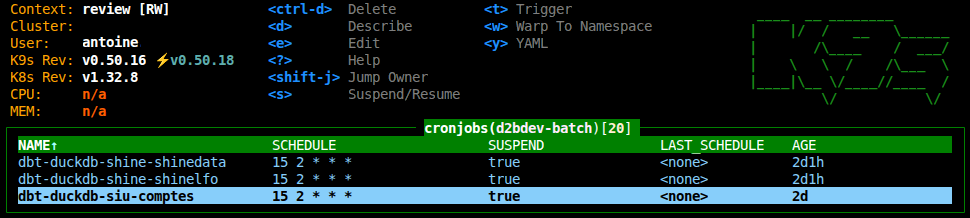 Context: review [RW] <ctrl-d> Delete <t> Trigger
Cluster: <d> Describe <w> Warp To Namespace
User: antoine <e> Edit <y> YAML
K9s Rev: v0.50.16 ⚡v0.50.18 <?> Help
K8s Rev: v1.32.8 <shift-j> Jump Owner
CPU: n/a <s> Suspend/Resume
MEM: n/a
cronjobs(d2bdev-batch)[20]
NAME↑ SCHEDULE SUSPEND LAST_SCHEDULE AGE
dbt-duckdb-shine-shinedata 15 2 * * * true <none> 2d1h
dbt-duckdb-shine-shinelfo 15 2 * * * true <none> 2d1h
dbt-duckdb-siu-comptes 15 2 * * * true <none> 2d